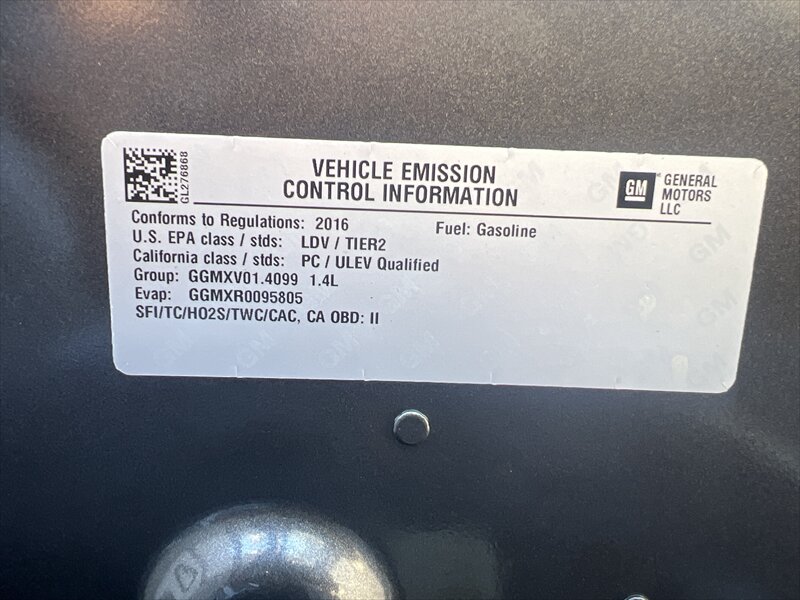 GL276868
VEHICLE EMISSION
CONTROL INFORMATION
GM GENERAL
MOTORS
LLC
Conforms to Regulations: 2016
Fuel: Gasoline
U.S. EPA class / stds: LDV / TIER2
California class / stds: PC / ULEV Qualified
Group: GGMXV01.4099 1.4L
Evap: GGMXR0095805
SFI/TC/HO2S/TWC/CAC, CA OBD: II